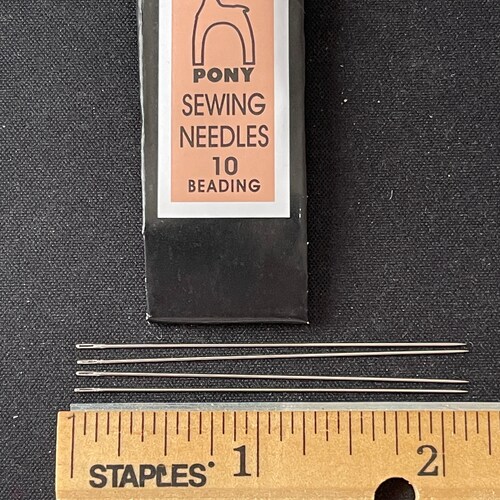 PONY
SEWING
NEEDLES
10
BEADING
STAPLES®
1
2